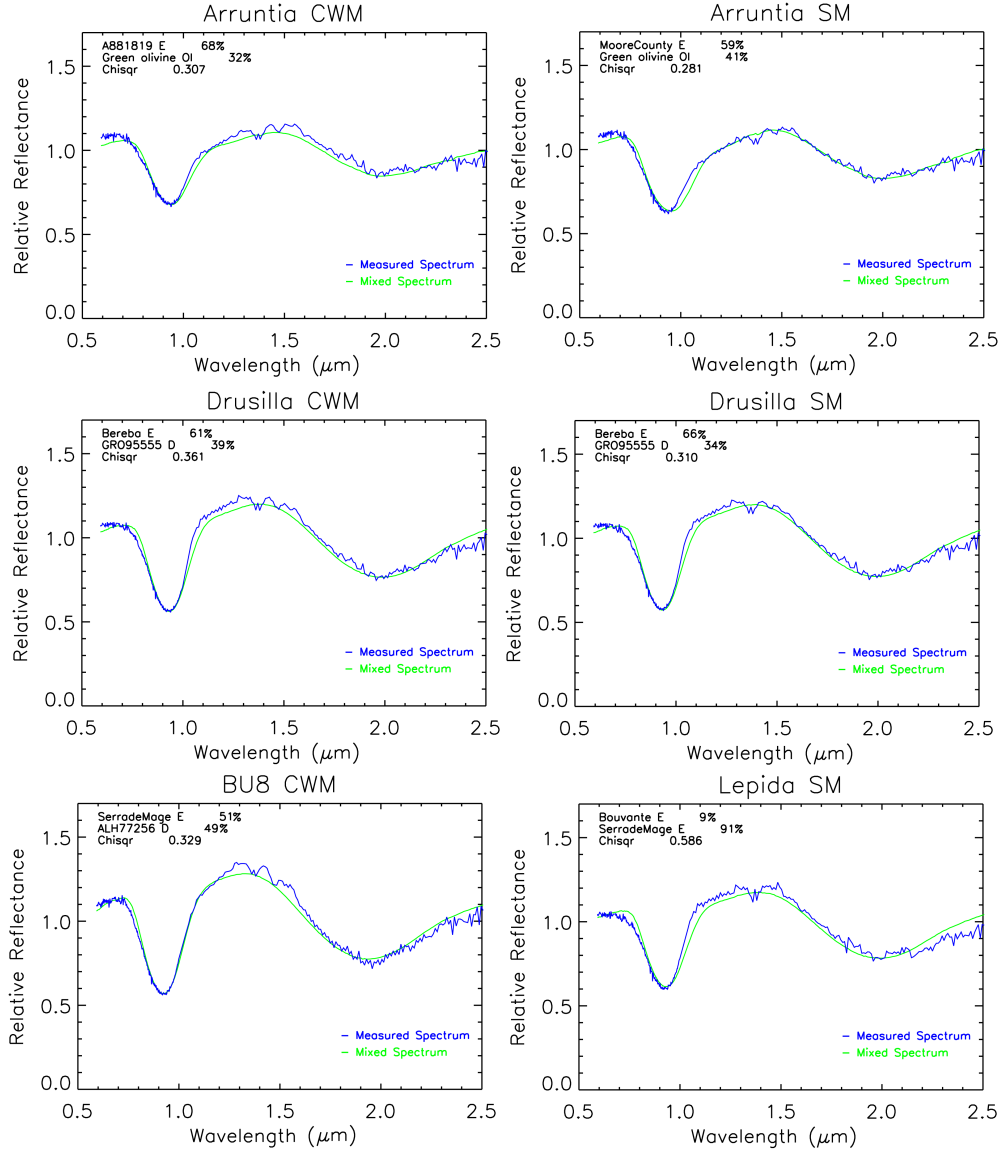 Arruntia CWM
A881819 E 68%
Green olivine Ol 32%
Chisqr 0.307
Relative Reflectance
1.5
1.0
0.5
0.0
— Measured Spectrum
— Mixed Spectrum
0.5 1.0 1.5 2.0 2.5
Wavelength (μm)
Arruntia SM
MooreCounty E 59%
Green olivine Ol 41%
Chisqr 0.281
Relative Reflectance
1.5
1.0
0.5
0.0
— Measured Spectrum
— Mixed Spectrum
0.5 1.0 1.5 2.0 2.5
Wavelength (μm)
Drusilla CWM
Bereba E 61%
GRO95555 D 39%
Chisqr 0.361
Relative Reflectance
1.5
1.0
0.5
0.0
— Measured Spectrum
— Mixed Spectrum
0.5 1.0 1.5 2.0 2.5
Wavelength (μm)
Drusilla SM
Bereba E 66%
GRO95555 D 34%
Chisqr 0.310
Relative Reflectance
1.5
1.0
0.5
0.0
— Measured Spectrum
— Mixed Spectrum
0.5 1.0 1.5 2.0 2.5
Wavelength (μm)
BU8 CWM
SerradeMage E 51%
ALH77256 D 49%
Chisqr 0.329
Relative Reflectance
1.5
1.0
0.5
0.0
— Measured Spectrum
— Mixed Spectrum
0.5 1.0 1.5 2.0 2.5
Wavelength (μm)
Lepida SM
Bouvante E 9%
SerradeMage E 91%
Chisqr 0.586
Relative Reflectance
1.5
1.0
0.5
0.0
— Measured Spectrum
— Mixed Spectrum
0.5 1.0 1.5 2.0 2.5
Wavelength (μm)